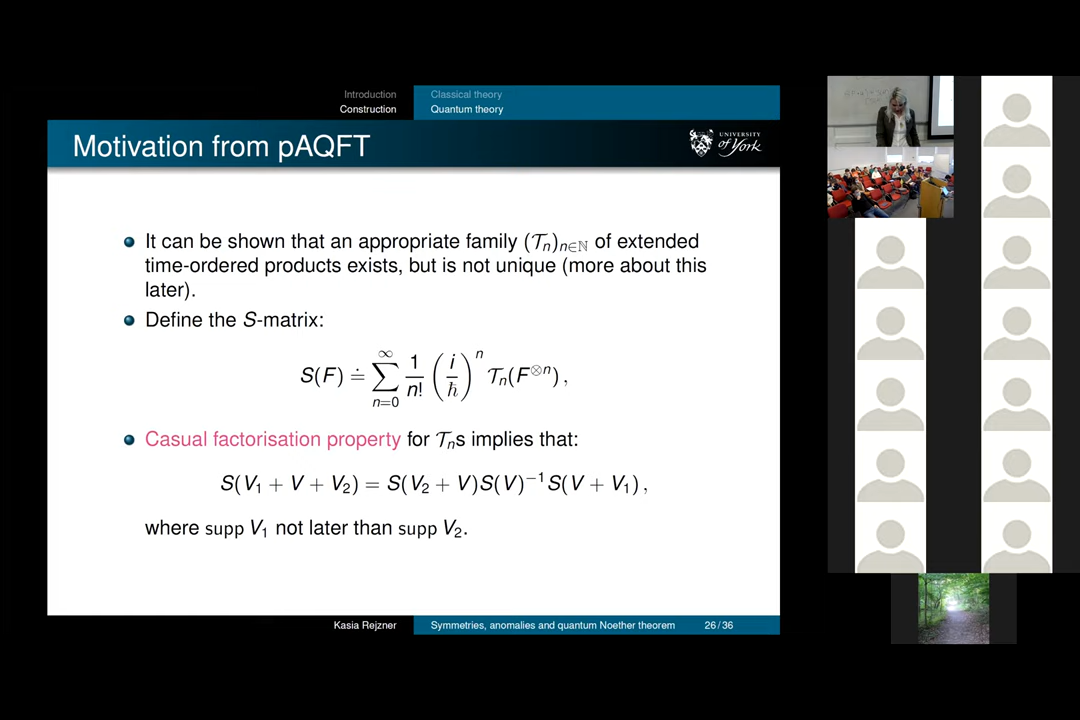 Introduction
Construction
Classical theory
Quantum theory
Motivation from pAQFT
UNIVERSITY
of York
It can be shown that an appropriate family (𝒯ₙ)ₙ∈ℕ of extended
time-ordered products exists, but is not unique (more about this
later).
Define the S-matrix:
S(F) ≐ ∑_{n=0}^{∞} 1/n! (i/ħ)^n 𝒯ₙ(F^{⊗n}) ,
Casual factorisation property for 𝒯ₙs implies that:
S(V₁ + V + V₂) = S(V₂ + V)S(V)⁻¹S(V + V₁) ,
where supp V₁ not later than supp V₂.
Kasia Rejzner
Symmetries, anomalies and quantum Noether theorem
26 / 36